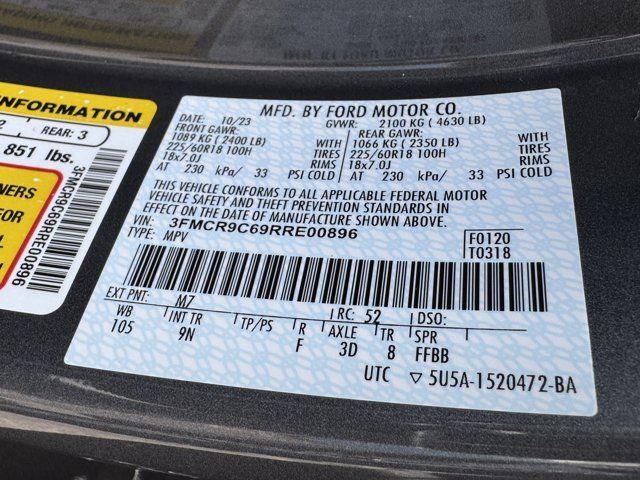 INFORMATION
2 REAR: 3
851 lbs.
NERS
FOR
OF
3FMCR9C69RRE00896
MFD. BY FORD MOTOR CO.
DATE: 10/23 GVWR: 2100 KG ( 4630 LB)
FRONT GAWR: REAR GAWR:
1089 KG ( 2400 LB) WITH 1066 KG ( 2350 LB) WITH
225/60R18 100H TIRES 225/60R18 100H TIRES
18x7.0J RIMS 18x7.0J RIMS
AT 230 kPa/ 33 PSI COLD AT 230 kPa/ 33 PSI COLD
THIS VEHICLE CONFORMS TO ALL APPLICABLE FEDERAL MOTOR
VEHICLE SAFETY AND THEFT PREVENTION STANDARDS IN
EFFECT ON THE DATE OF MANUFACTURE SHOWN ABOVE.
VIN: 3FMCR9C69RRE00896
TYPE: MPV
F0120
T0318
EXT PNT: M7 RC: 52 DSO:
WB INT TR TP/PS R AXLE TR SPR
105 9N F 3D 8 FFBB
UTC ▽ 5U5A-1520472-BA